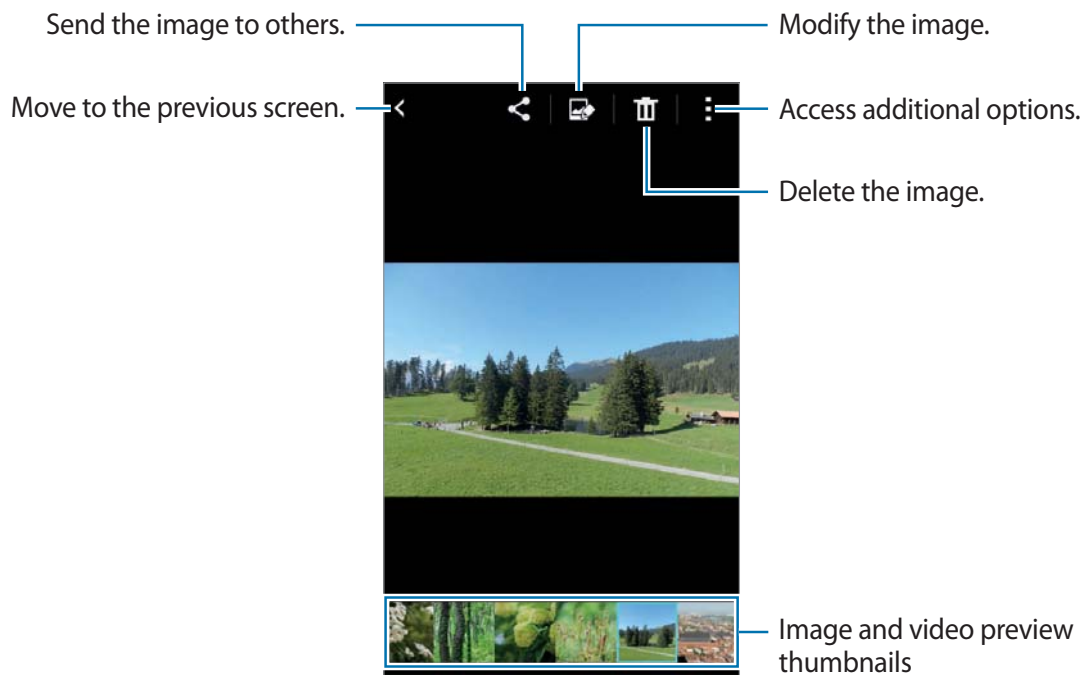 Send the image to others.
Modify the image.
Move to the previous screen.
Access additional options.
Delete the image.
Image and video preview
thumbnails